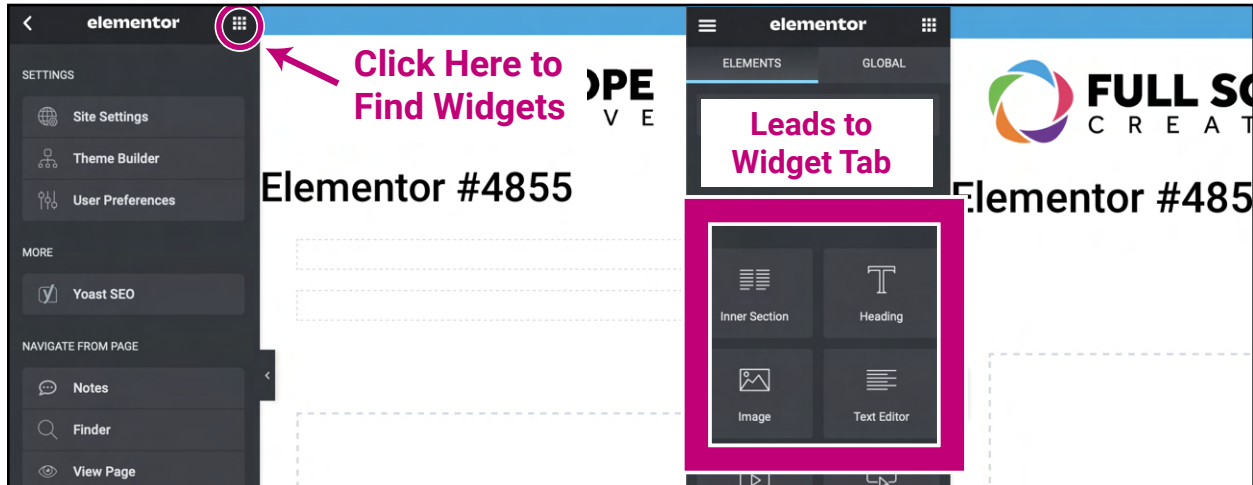 elementor
SETTINGS
Site Settings
Theme Builder
User Preferences
MORE
Yoast SEO
NAVIGATE FROM PAGE
Notes
Finder
View Page
Click Here to
Find Widgets
OPE
V E
Elementor #4855
elementor
ELEMENTS
GLOBAL
Leads to
Widget Tab
Inner Section
Heading
Image
Text Editor
FULL SC
C R E A T
Elementor #485